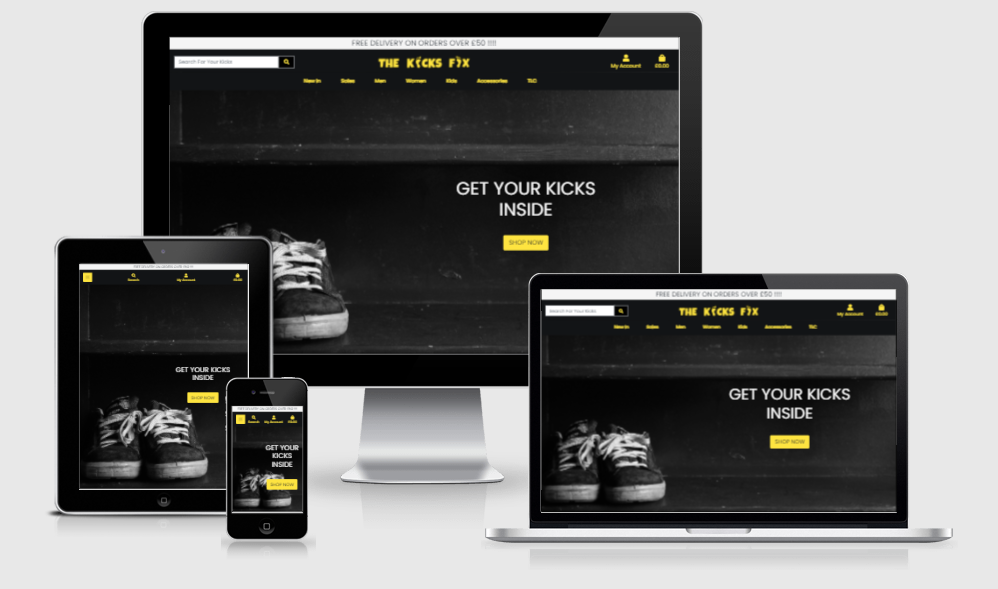 FREE DELIVERY ON ORDERS OVER £50 !!!!
Search For Your Kicks
THE KICKS FIX
My Account
£0.00
New In Sales Men Women Kids Accessories TLC
GET YOUR KICKS
INSIDE
SHOP NOW
Search
My Account
£0.00
GET YOUR KICKS
INSIDE
SHOP NOW
Search
My Account
£0.00
GET YOUR
KICKS
INSIDE
SHOP NOW
FREE DELIVERY ON ORDERS OVER £50 !!!!
Search For Your Kicks
THE KICKS FIX
My Account
£0.00
New In Sales Men Women Kids Accessories TLC
GET YOUR KICKS
INSIDE
SHOP NOW